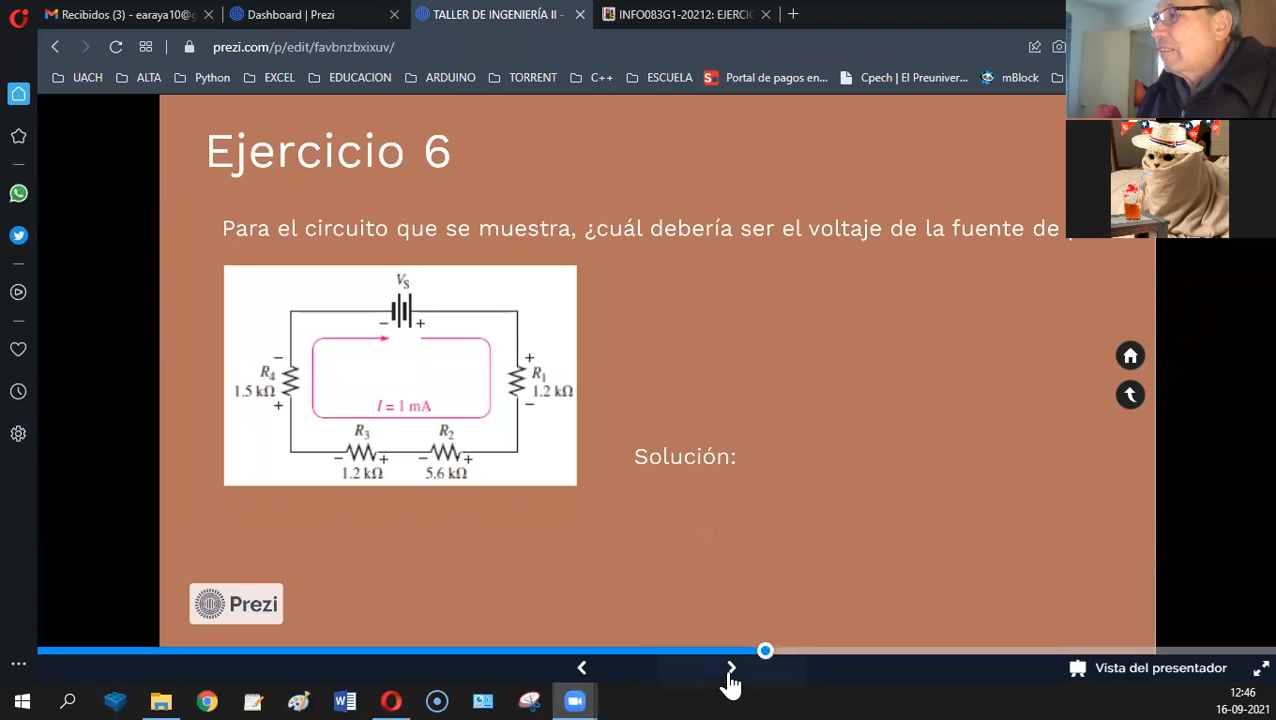 Recibidos (3) - earaya10@g
Dashboard | Prezi
TALLER DE INGENIERÍA II -
INFO083G1-20212: EJERCIC
prezi.com/p/edit/favbnzbxixuv/
UACH ALTA Python EXCEL EDUCACION ARDUINO TORRENT C++ ESCUELA Portal de pagos en... Cpech | El Preuniver... mBlock
Ejercicio 6
Para el circuito que se muestra, ¿cuál debería ser el voltaje de la fuente de
VS
− +
− +
R4 R1
1.5 kΩ 1.2 kΩ
+ −
I = 1 mA
R3 R2
− + − +
1.2 kΩ 5.6 kΩ
Solución:
Prezi
Vista del presentador
12:46
16-09-2021